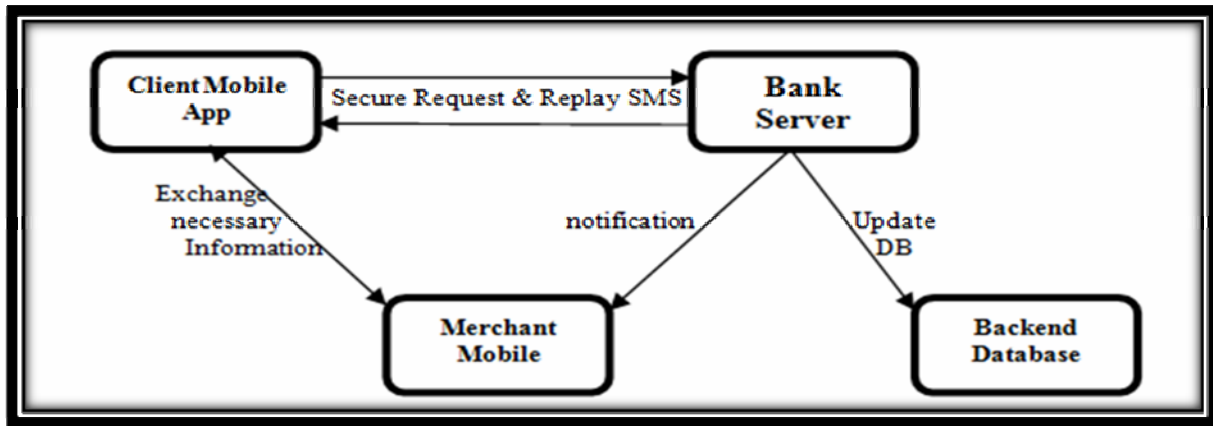 Client Mobile
App
Secure Request & Replay SMS
Bank
Server
Exchange
necessary
Information
notification
Update
DB
Merchant
Mobile
Backend
Database